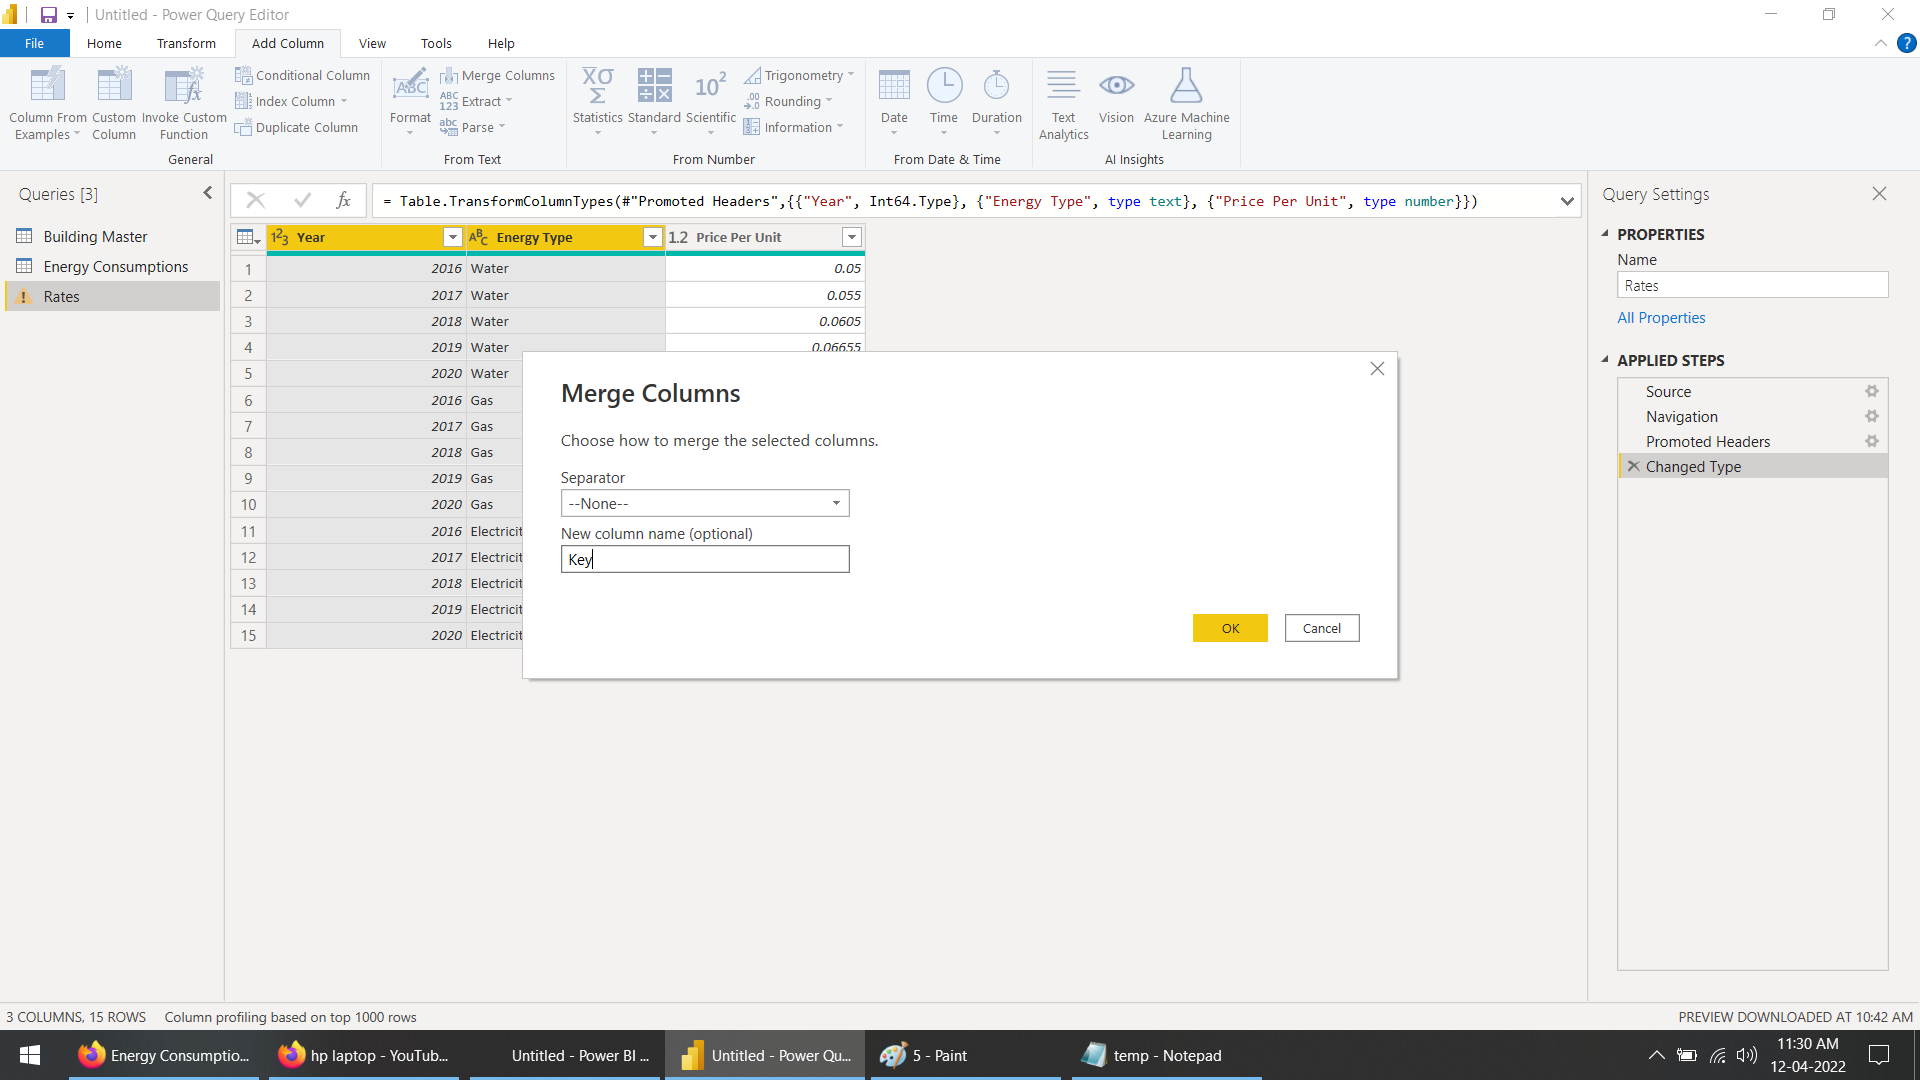 Untitled - Power Query Editor
File Home Transform Add Column View Tools Help
Column From Examples
Custom Column
Invoke Custom Function
Conditional Column
Index Column
Duplicate Column
General
Format
Merge Columns
Extract
Parse
From Text
Statistics
Standard
Scientific
Trigonometry
Rounding
Information
From Number
Date
Time
Duration
From Date & Time
Text Analytics
Vision
Azure Machine Learning
AI Insights
Queries [3]
Building Master
Energy Consumptions
Rates
= Table.TransformColumnTypes(#"Promoted Headers",{{"Year", Int64.Type}, {"Energy Type", type text}, {"Price Per Unit", type number}})
Year Energy Type 1.2 Price Per Unit
1 2016 Water 0.05
2 2017 Water 0.055
3 2018 Water 0.0605
4 2019 Water 0.06655
5 2020 Water
6 2016 Gas
7 2017 Gas
8 2018 Gas
9 2019 Gas
10 2020 Gas
11 2016 Electricit
12 2017 Electricit
13 2018 Electricit
14 2019 Electricit
15 2020 Electricit
Merge Columns
Choose how to merge the selected columns.
Separator
--None--
New column name (optional)
Key
OK Cancel
Query Settings
PROPERTIES
Name
Rates
All Properties
APPLIED STEPS
Source
Navigation
Promoted Headers
Changed Type
3 COLUMNS, 15 ROWS Column profiling based on top 1000 rows
PREVIEW DOWNLOADED AT 10:42 AM
Energy Consumptio...
hp laptop - YouTub...
Untitled - Power BI ...
Untitled - Power Qu...
5 - Paint
temp - Notepad
11:30 AM
12-04-2022